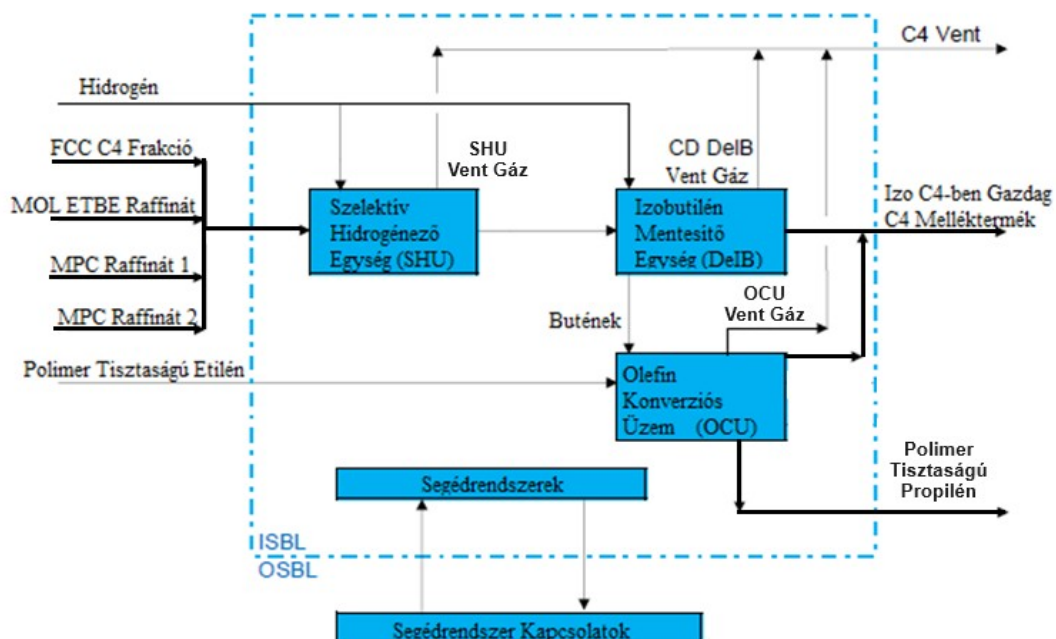 C4 Vent
Hidrogén
FCC C4 Frakció
SHU
Vent Gáz
CD DeIB
Vent Gáz
MOL ETBE Raffinát
Szelektiv
Hidrogénező
Egység (SHU)
Izobutilén
Mentesitő
Egység (DeIB)
Izo C4-ben Gazdag
C4 Melléktermék
MPC Raffinát 1
MPC Raffinát 2
Butének
OCU
Vent Gáz
Polimer Tisztaságú Etilén
Olefin
Konverziós
Üzem (OCU)
Polimer
Tisztaságú
Propilén
Segédrendszerek
ISBL
OSBL
Segédrendszer Kapcsolatok